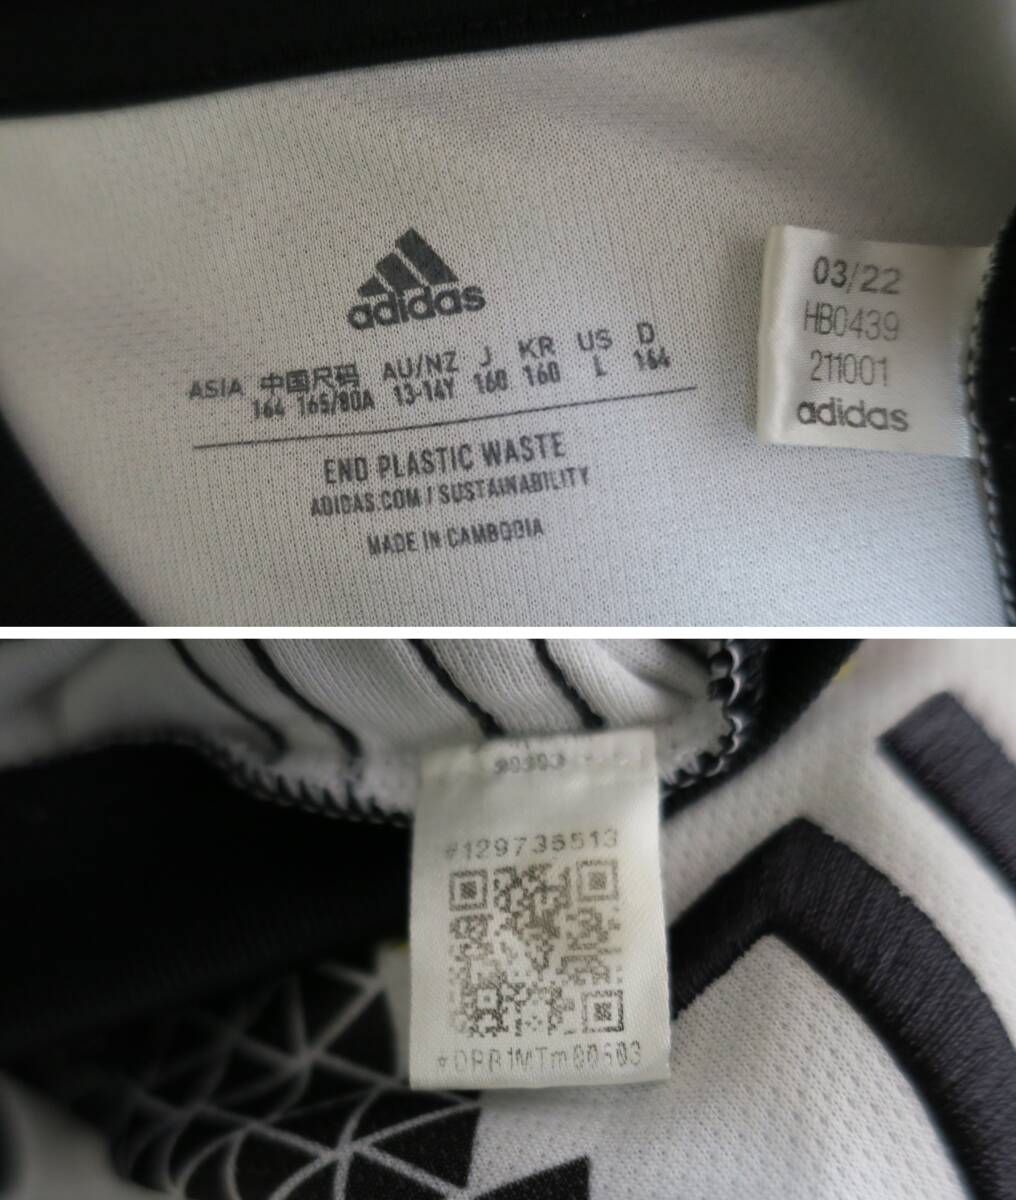 adidas
ASIA 中国尺码 AU/NZ J KR US D
164 165/80A 13-14Y 160 160 L 164
END PLASTIC WASTE
ADIDAS.COM / SUSTAINABILITY
MADE IN CAMBODIA
03/22
HB0439
211001
adidas
#129735513